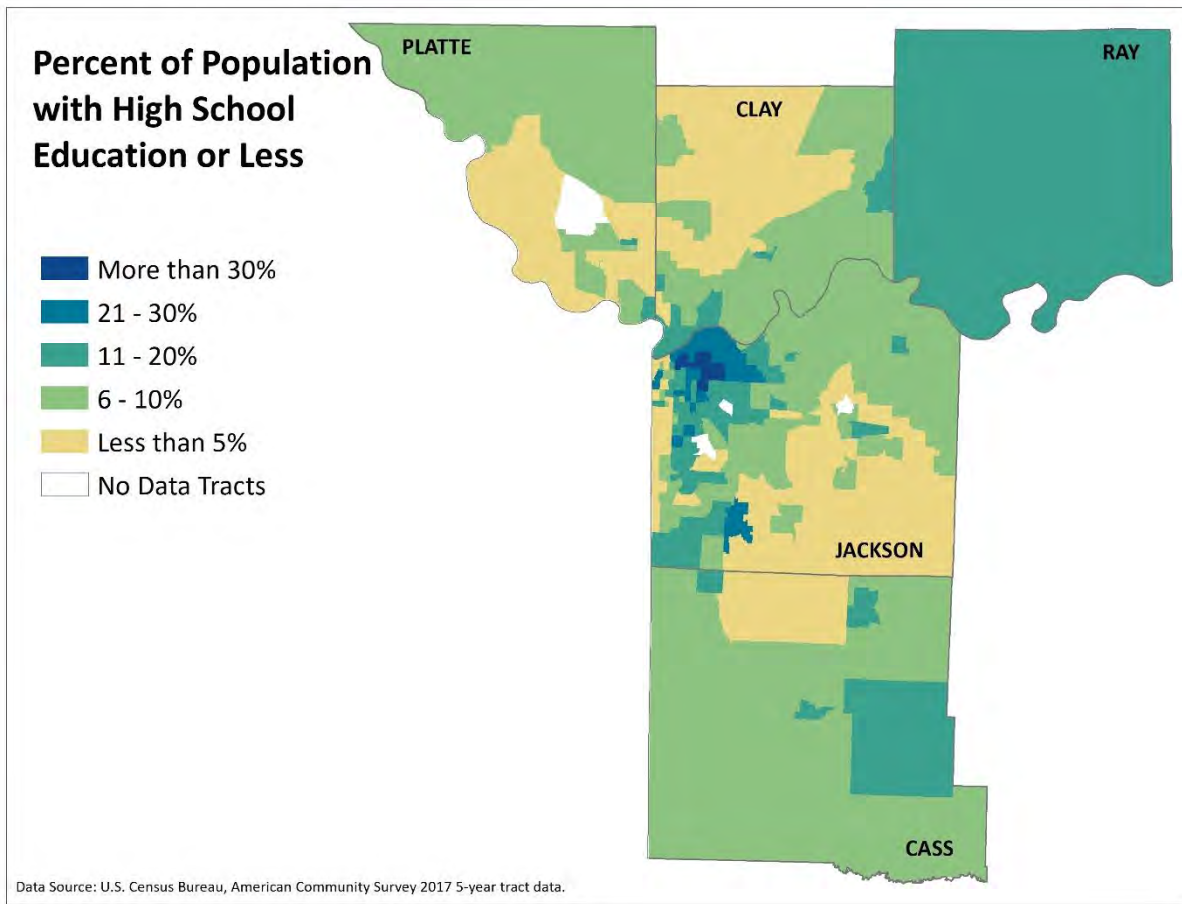 Percent of Population
with High School
Education or Less
More than 30%
21 - 30%
11 - 20%
6 - 10%
Less than 5%
No Data Tracts
PLATTE
CLAY
RAY
JACKSON
CASS
Data Source: U.S. Census Bureau, American Community Survey 2017 5-year tract data.